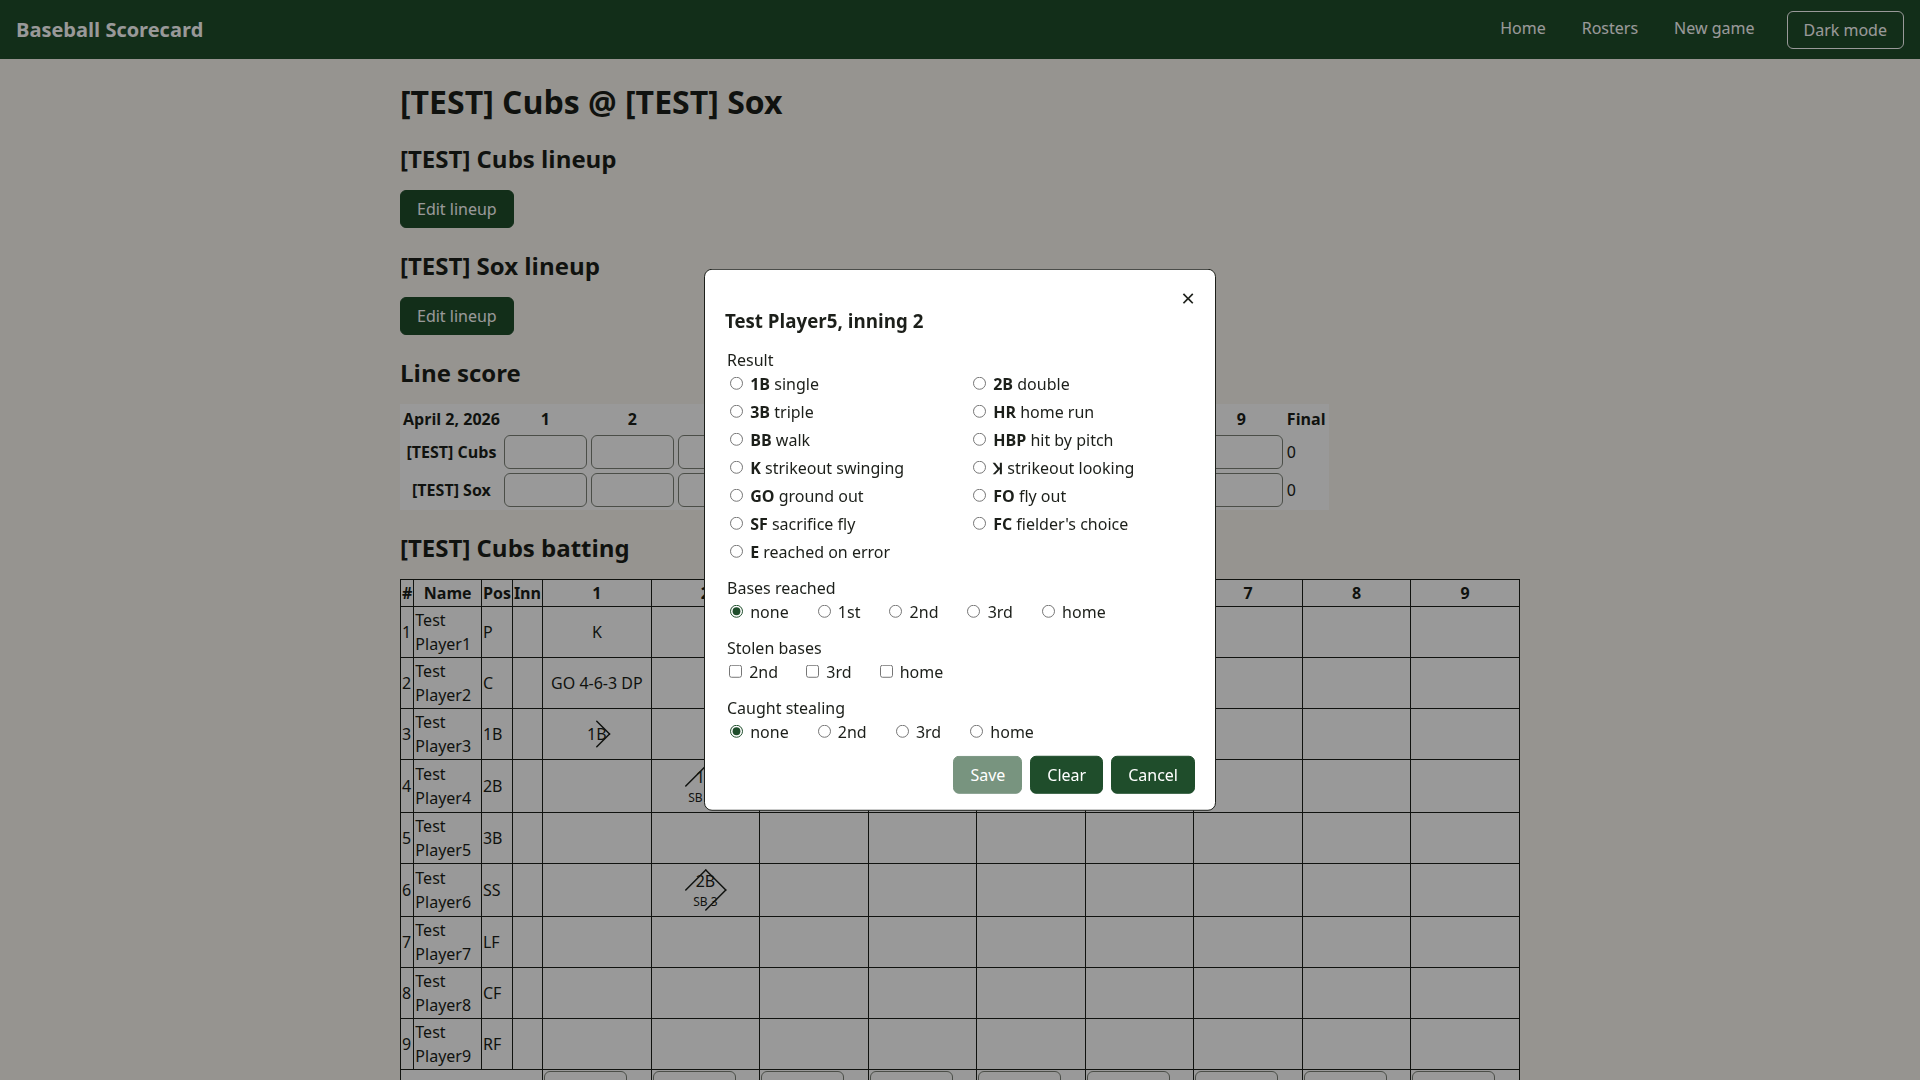 Baseball Scorecard Home Rosters New game Dark mode
[TEST] Cubs @ [TEST] Sox
[TEST] Cubs lineup
Edit lineup
[TEST] Sox lineup
Edit lineup
Line score
April 2, 2026 1 2 9 Final
[TEST] Cubs 0
[TEST] Sox 0
[TEST] Cubs batting
# Name Pos Inn 1 7 8 9
1 Test Player1 P K
2 Test Player2 C GO 4-6-3 DP
3 Test Player3 1B 1B
4 Test Player4 2B SB
5 Test Player5 3B
6 Test Player6 SS 2B SB 3
7 Test Player7 LF
8 Test Player8 CF
9 Test Player9 RF
×
Test Player5, inning 2
Result
1B single 2B double
3B triple HR home run
BB walk HBP hit by pitch
K strikeout swinging ꓘ strikeout looking
GO ground out FO fly out
SF sacrifice fly FC fielder's choice
E reached on error
Bases reached
none 1st 2nd 3rd home
Stolen bases
2nd 3rd home
Caught stealing
none 2nd 3rd home
Save Clear Cancel